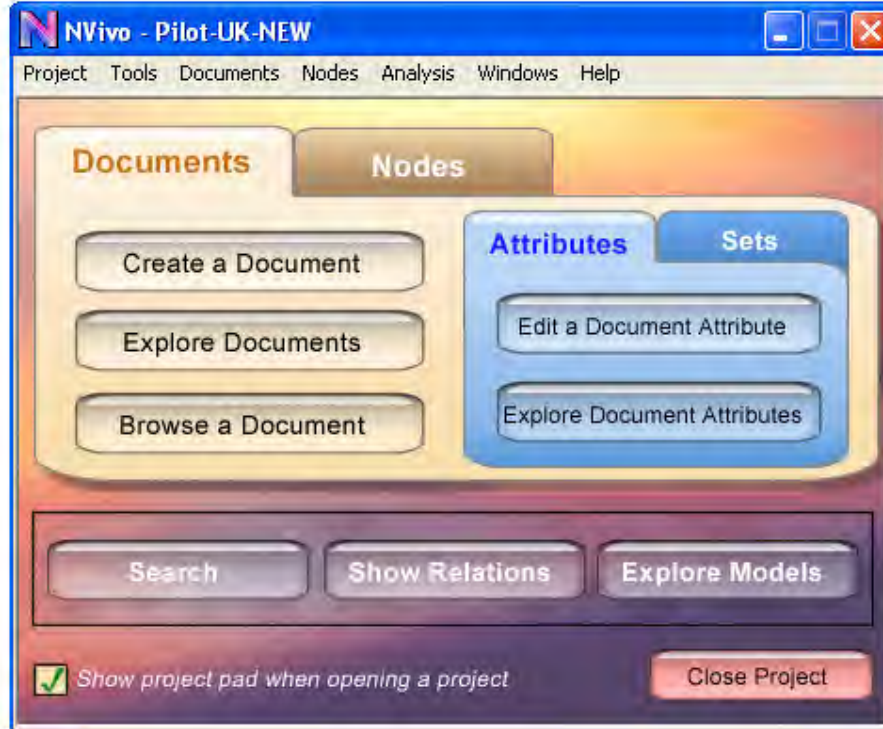 NVivo - Pilot-UK-NEW
Project Tools Documents Nodes Analysis Windows Help
Documents Nodes
Create a Document
Explore Documents
Browse a Document
Attributes Sets
Edit a Document Attribute
Explore Document Attributes
Search Show Relations Explore Models
Show project pad when opening a project
Close Project